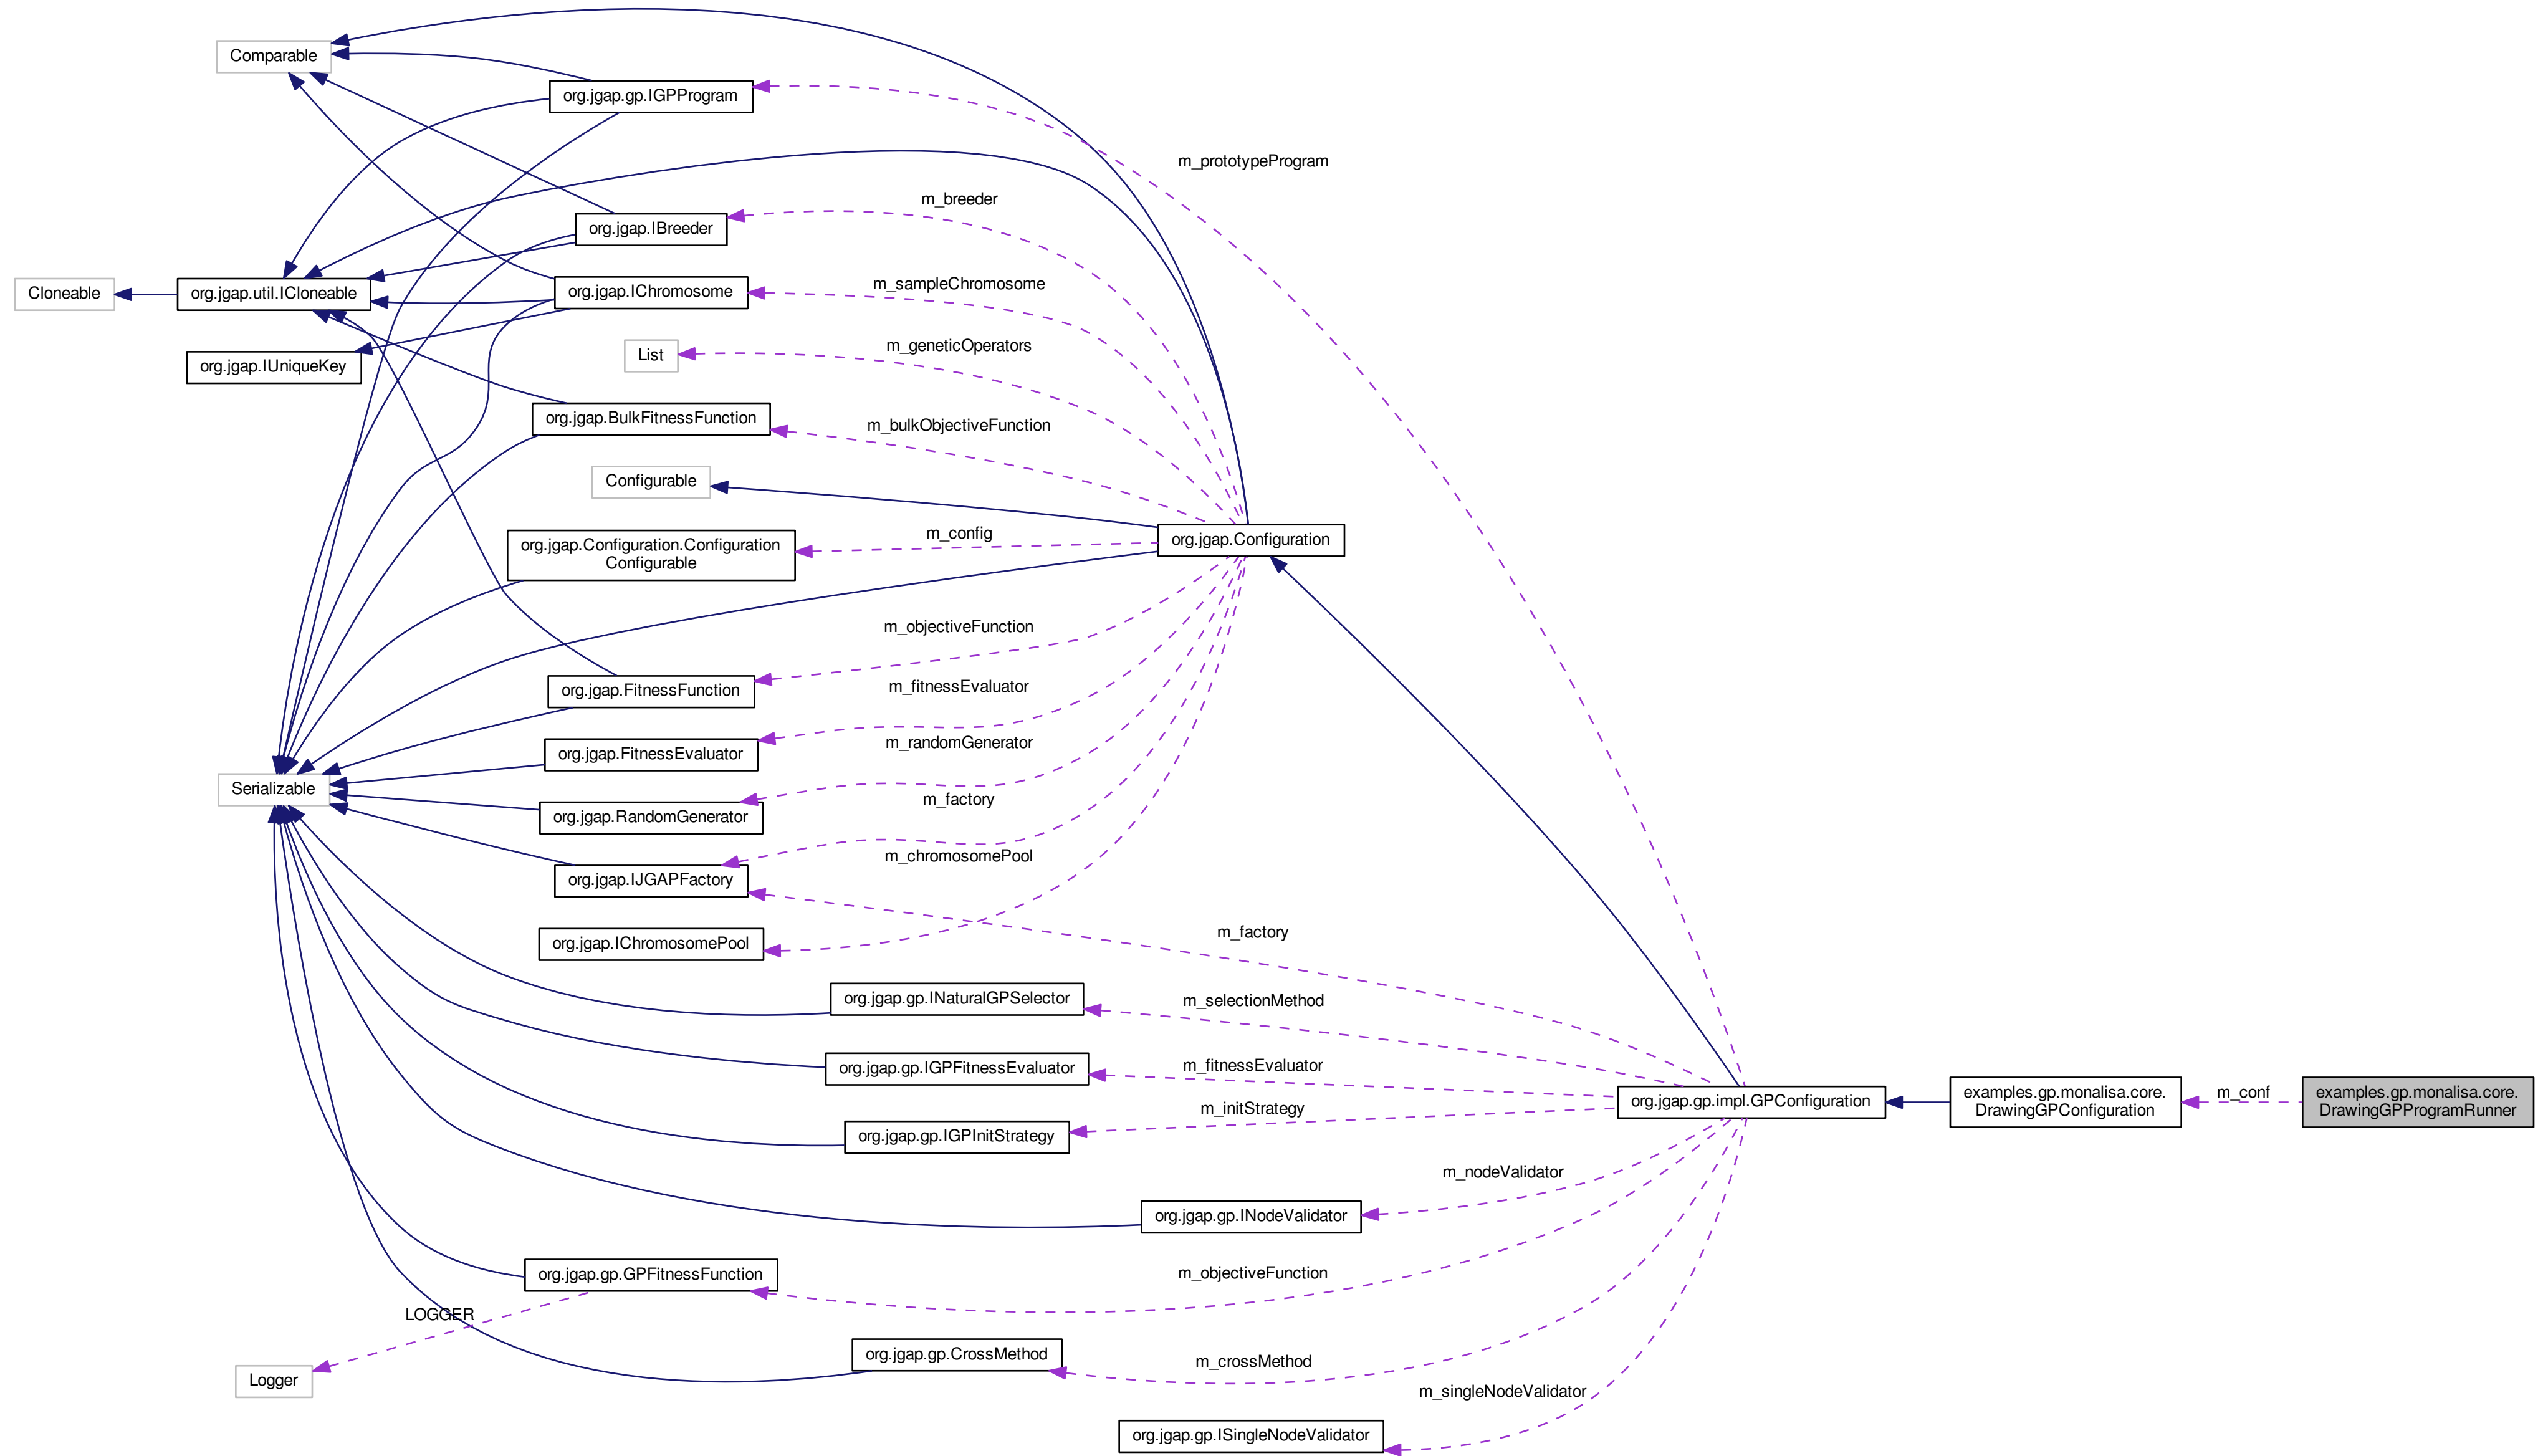 Comparable
org.jgap.gp.IGPProgram
m_prototypeProgram
m_breeder
org.jgap.IBreeder
Cloneable
org.jgap.util.ICloneable
org.jgap.IChromosome
m_sampleChromosome
org.jgap.IUniqueKey
List
m_geneticOperators
org.jgap.BulkFitnessFunction
m_bulkObjectiveFunction
Configurable
org.jgap.Configuration.Configuration
Configurable
m_config
org.jgap.Configuration
m_objectiveFunction
org.jgap.FitnessFunction
m_fitnessEvaluator
org.jgap.FitnessEvaluator
m_randomGenerator
Serializable
org.jgap.RandomGenerator
m_factory
m_chromosomePool
org.jgap.IJGAPFactory
m_factory
org.jgap.IChromosomePool
org.jgap.gp.INaturalGPSelector
m_selectionMethod
org.jgap.gp.IGPFitnessEvaluator
m_fitnessEvaluator
m_initStrategy
org.jgap.gp.IGPInitStrategy
org.jgap.gp.impl.GPConfiguration
examples.gp.monalisa.core.
DrawingGPConfiguration
m_conf
examples.gp.monalisa.core.
DrawingGPProgramRunner
m_nodeValidator
org.jgap.gp.INodeValidator
org.jgap.gp.GPFitnessFunction
m_objectiveFunction
LOGGER
org.jgap.gp.CrossMethod
m_crossMethod
Logger
m_singleNodeValidator
org.jgap.gp.ISingleNodeValidator